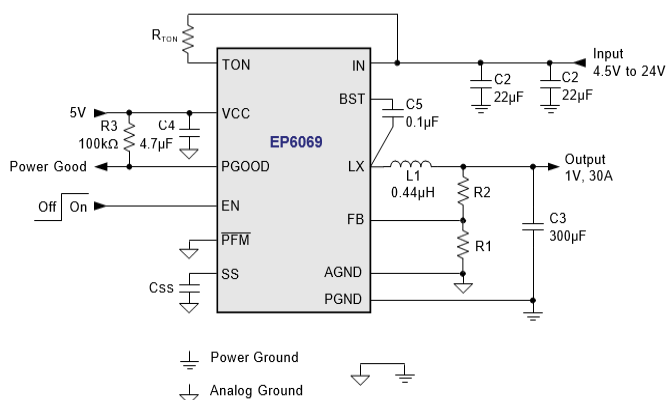 RTON
TON
IN
Input
4.5V to 24V
C2
22µF
C2
22µF
BST
C5
0.1µF
5V
VCC
R3
100kΩ
C4
4.7µF
EP6069
Power Good
PGOOD
LX
L1
0.44µH
Output
1V, 30A
R2
Off On
EN
FB
C3
300µF
PFM
R1
CSS
SS
AGND
PGND
Power Ground
Analog Ground